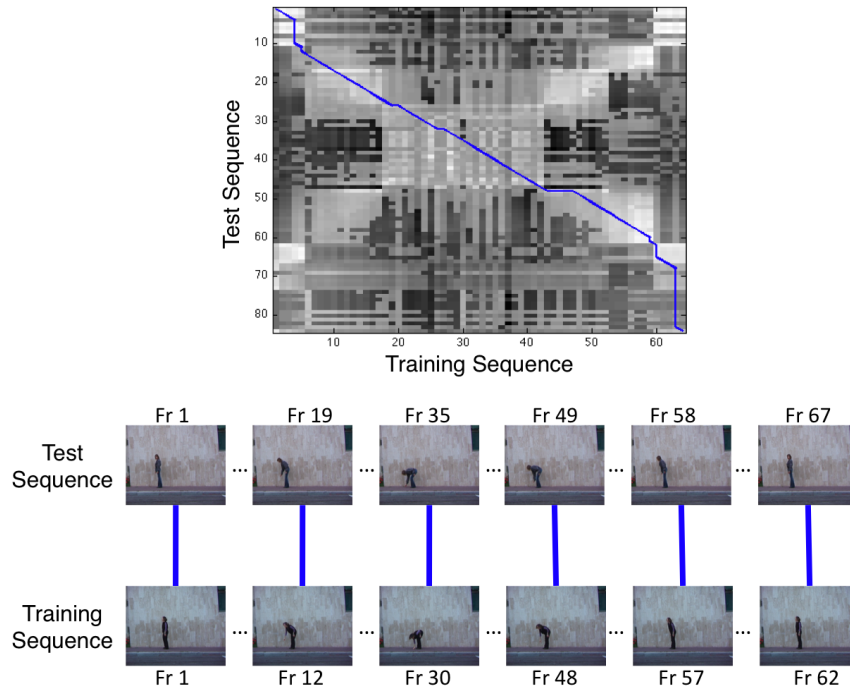 10
20
30
40
50
60
70
80
Test Sequence
10 20 30 40 50 60
Training Sequence
Fr 1 Fr 19 Fr 35 Fr 49 Fr 58 Fr 67
Test
Sequence
... ... ... ... ...
Training
Sequence
... ... ... ... ...
Fr 1 Fr 12 Fr 30 Fr 48 Fr 57 Fr 62